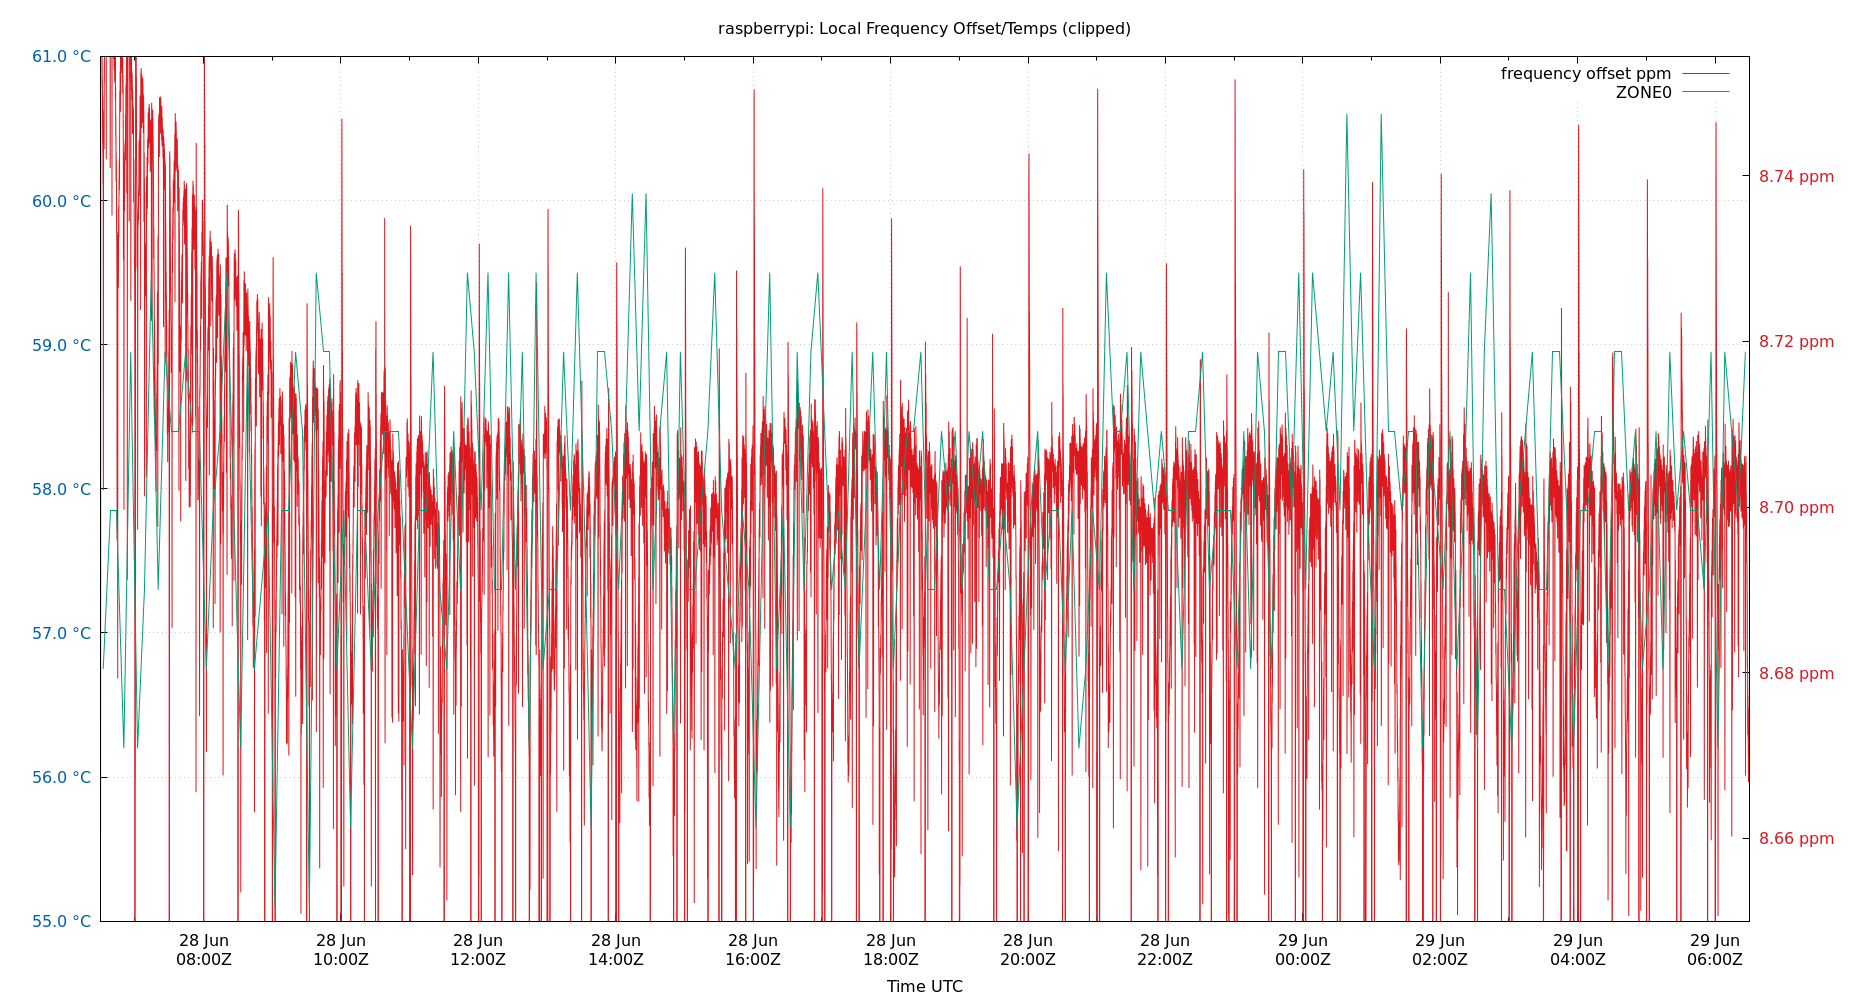 raspberrypi: Local Frequency Offset/Temps (clipped)
frequency offset ppm
ZONE0
61.0 °C
60.0 °C
59.0 °C
58.0 °C
57.0 °C
56.0 °C
55.0 °C
8.74 ppm
8.72 ppm
8.70 ppm
8.68 ppm
8.66 ppm
28 Jun 28 Jun 28 Jun 28 Jun 28 Jun 28 Jun 28 Jun 28 Jun 29 Jun 29 Jun 29 Jun 29 Jun
08:00Z 10:00Z 12:00Z 14:00Z 16:00Z 18:00Z 20:00Z 22:00Z 00:00Z 02:00Z 04:00Z 06:00Z
Time UTC